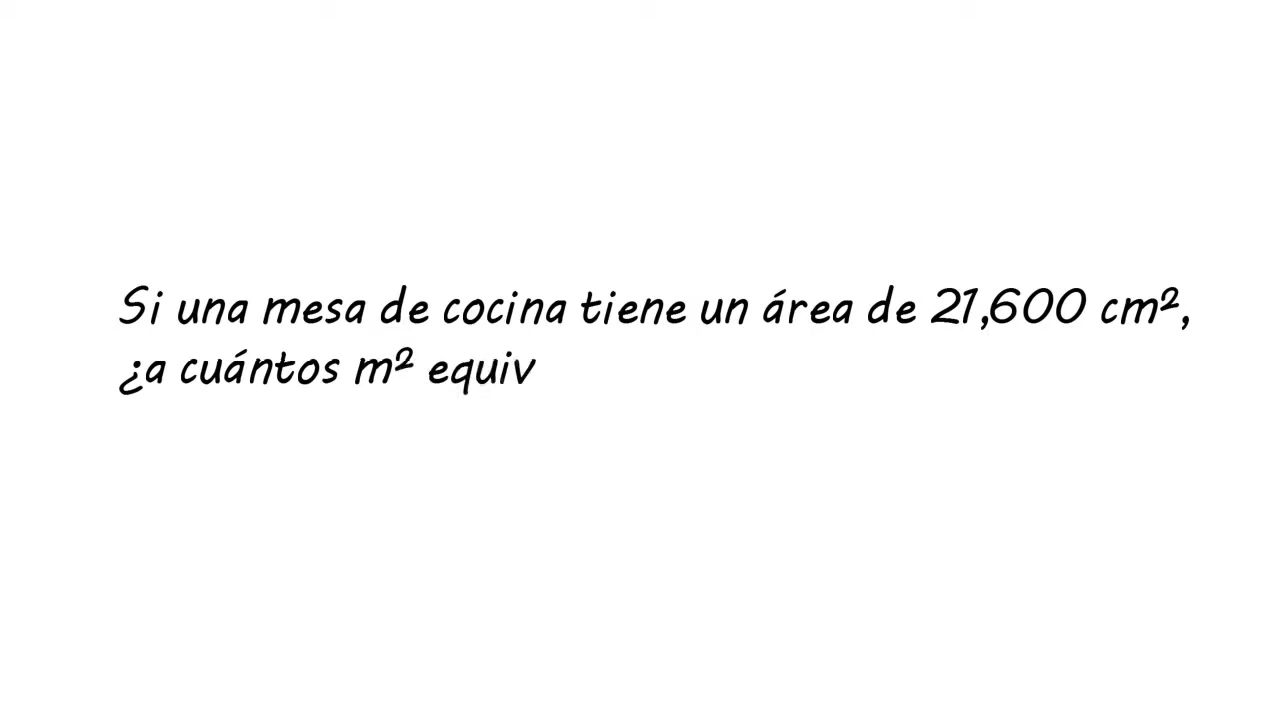 Si una mesa de cocina tiene un área de 21,600 cm²,
¿a cuántos m² equiv